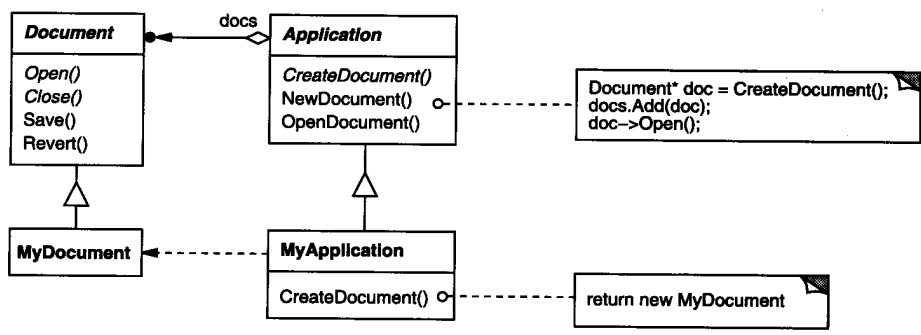 docs
Document
Open()
Close()
Save()
Revert()
Application
CreateDocument()
NewDocument()
OpenDocument()
Document* doc = CreateDocument();
docs.Add(doc);
doc–>Open();
MyDocument
MyApplication
CreateDocument()
return new MyDocument